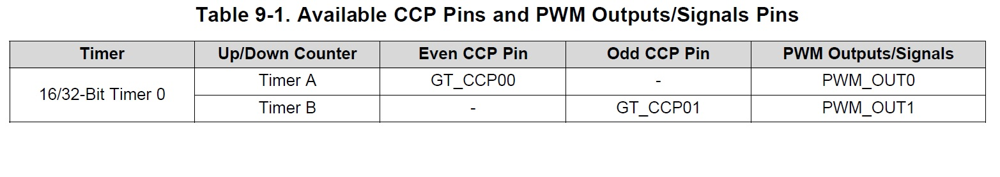 Table 9-1. Available CCP Pins and PWM Outputs/Signals Pins
Timer Up/Down Counter Even CCP Pin Odd CCP Pin PWM Outputs/Signals
16/32-Bit Timer 0 Timer A GT_CCP00 - PWM_OUT0
Timer B - GT_CCP01 PWM_OUT1